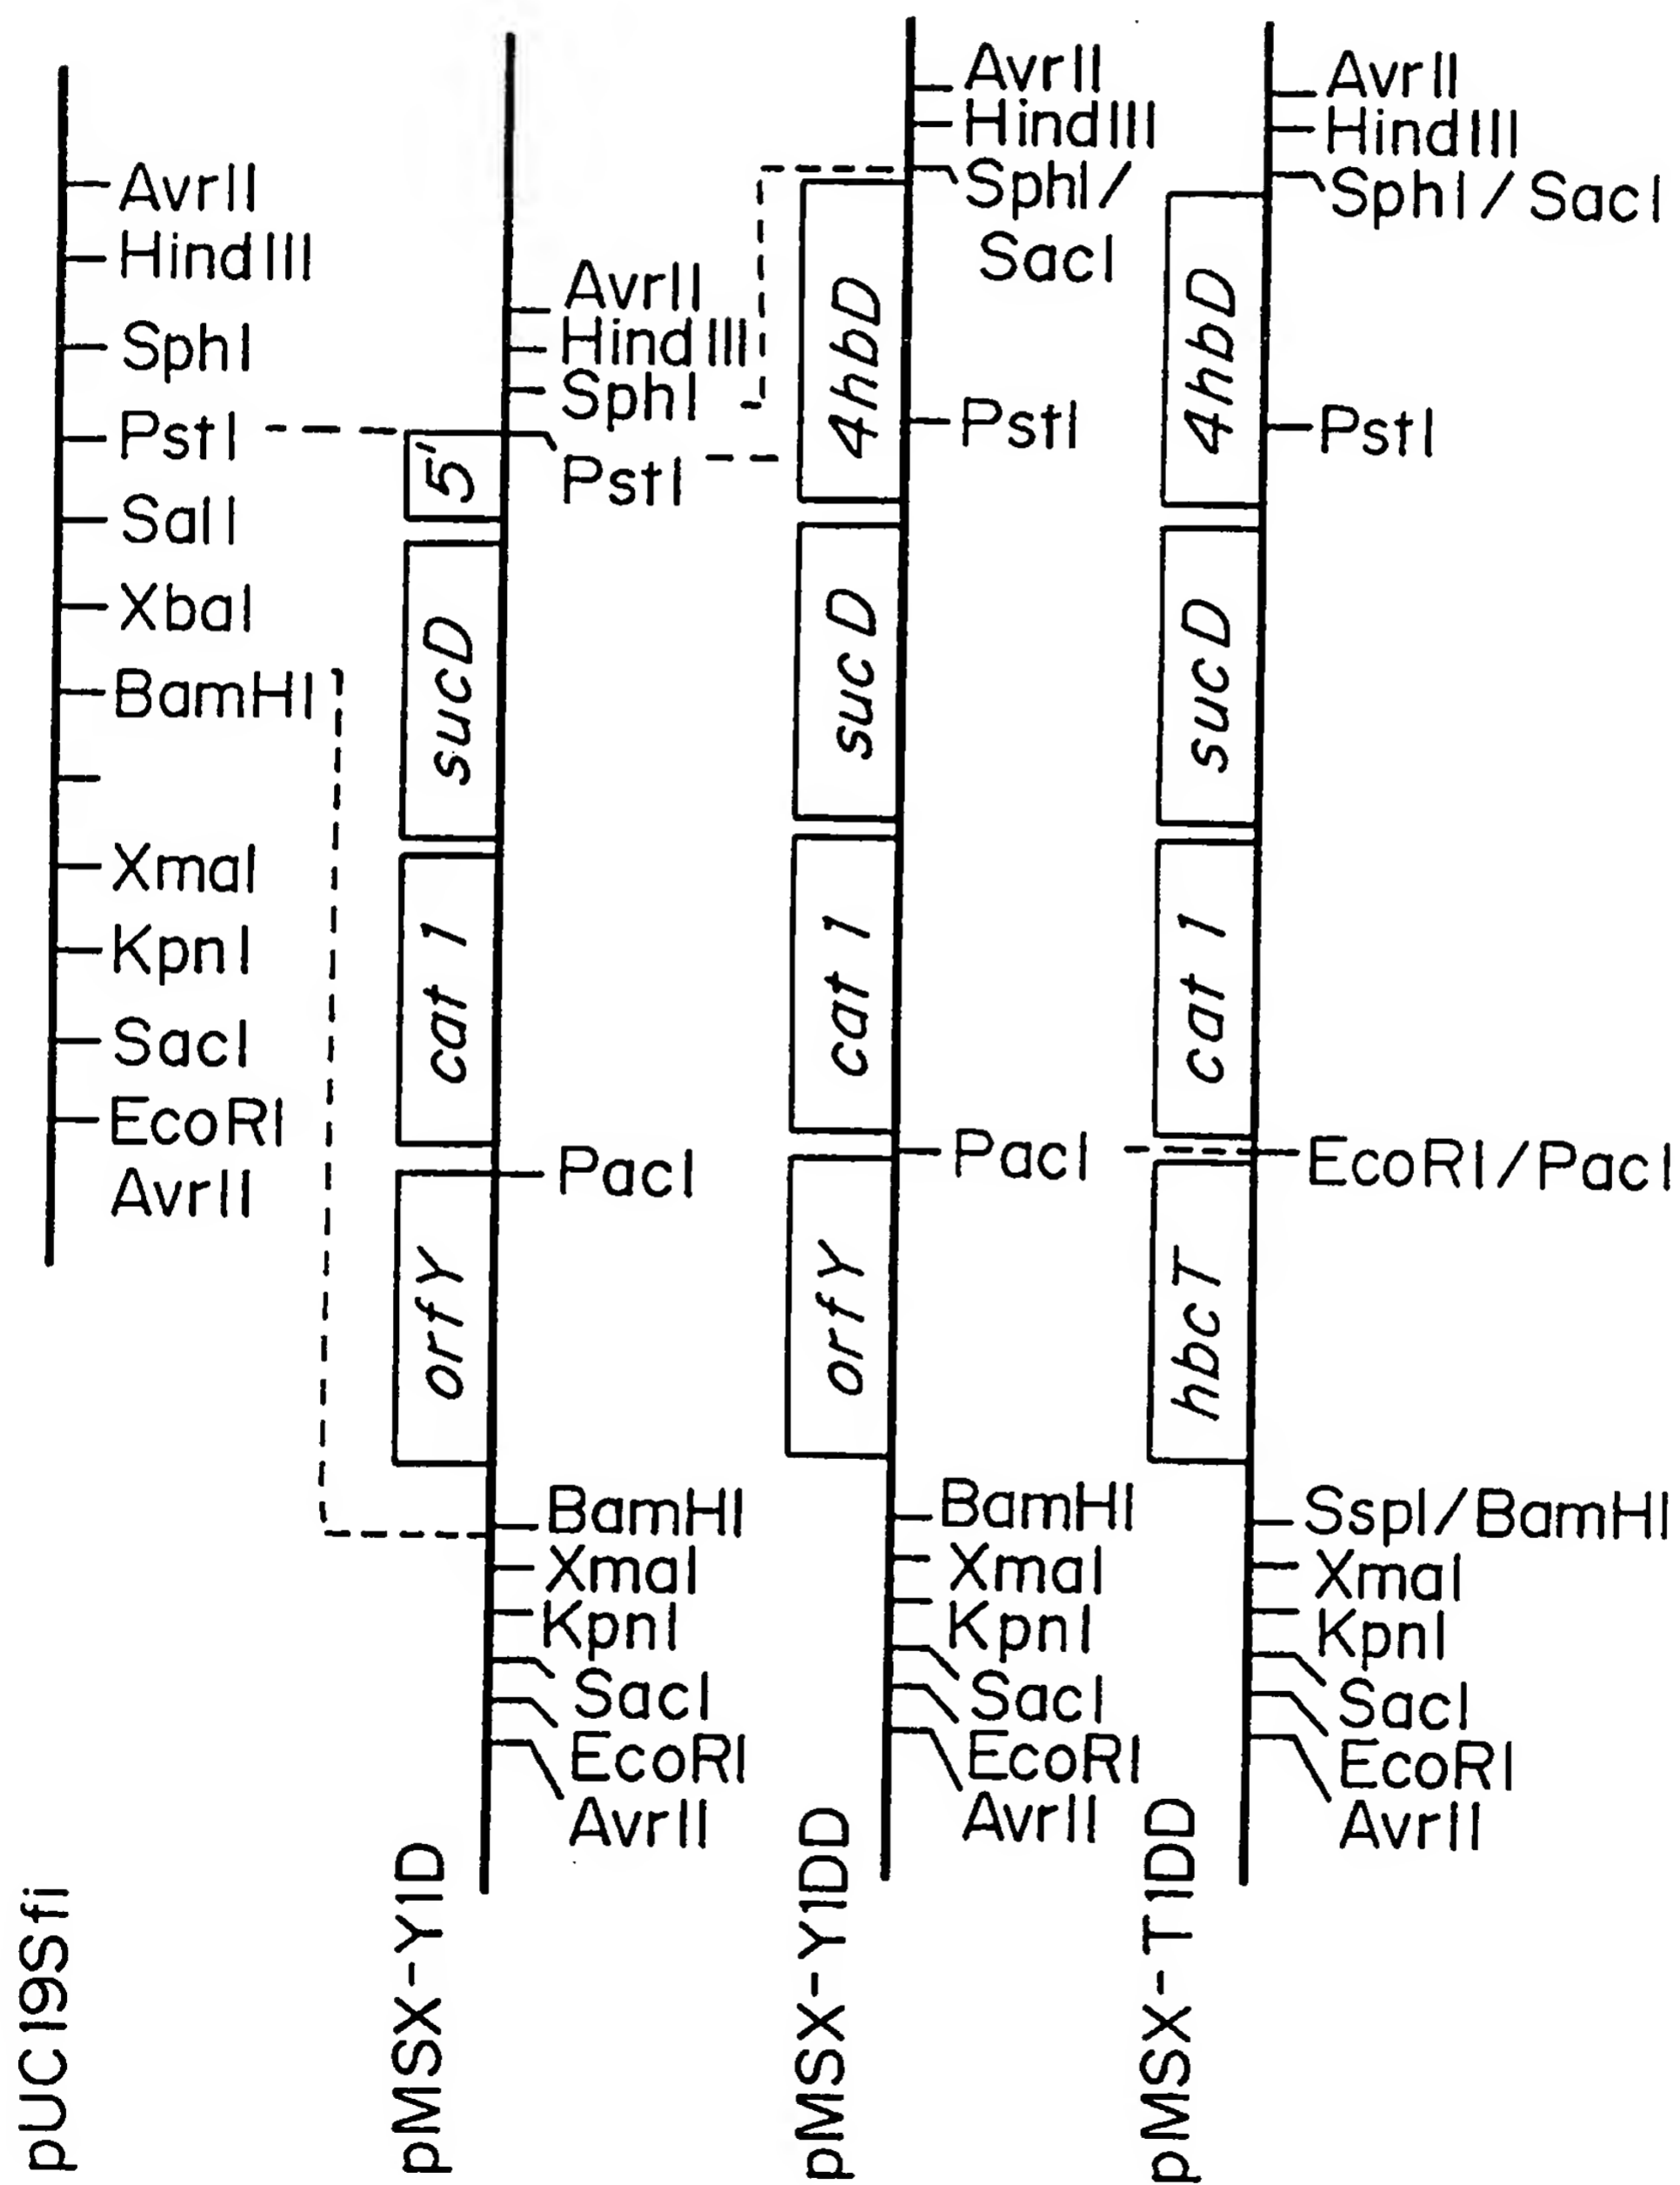 AvrII
HindIII
SphI
PstI
SalI
XbaI
BamHI
XmaI
KpnI
SacI
EcoRI
AvrII
pUC19Sfi
AvrII
HindIII
SphI
PstI
5'
sucD
cat 1
PacI
orfY
BamHI
XmaI
KpnI
SacI
EcoRI
AvrII
pMSX-Y1D
AvrII
HindIII
SphI/
SacI
4hbD
PstI
sucD
cat 1
PacI
orfY
BamHI
XmaI
KpnI
SacI
EcoRI
AvrII
pMSX-Y1DD
AvrII
HindIII
SphI/SacI
4hbD
PstI
sucD
cat 1
EcoRI/PacI
hbcT
SspI/BamHI
XmaI
KpnI
SacI
EcoRI
AvrII
pMSX-T1DD